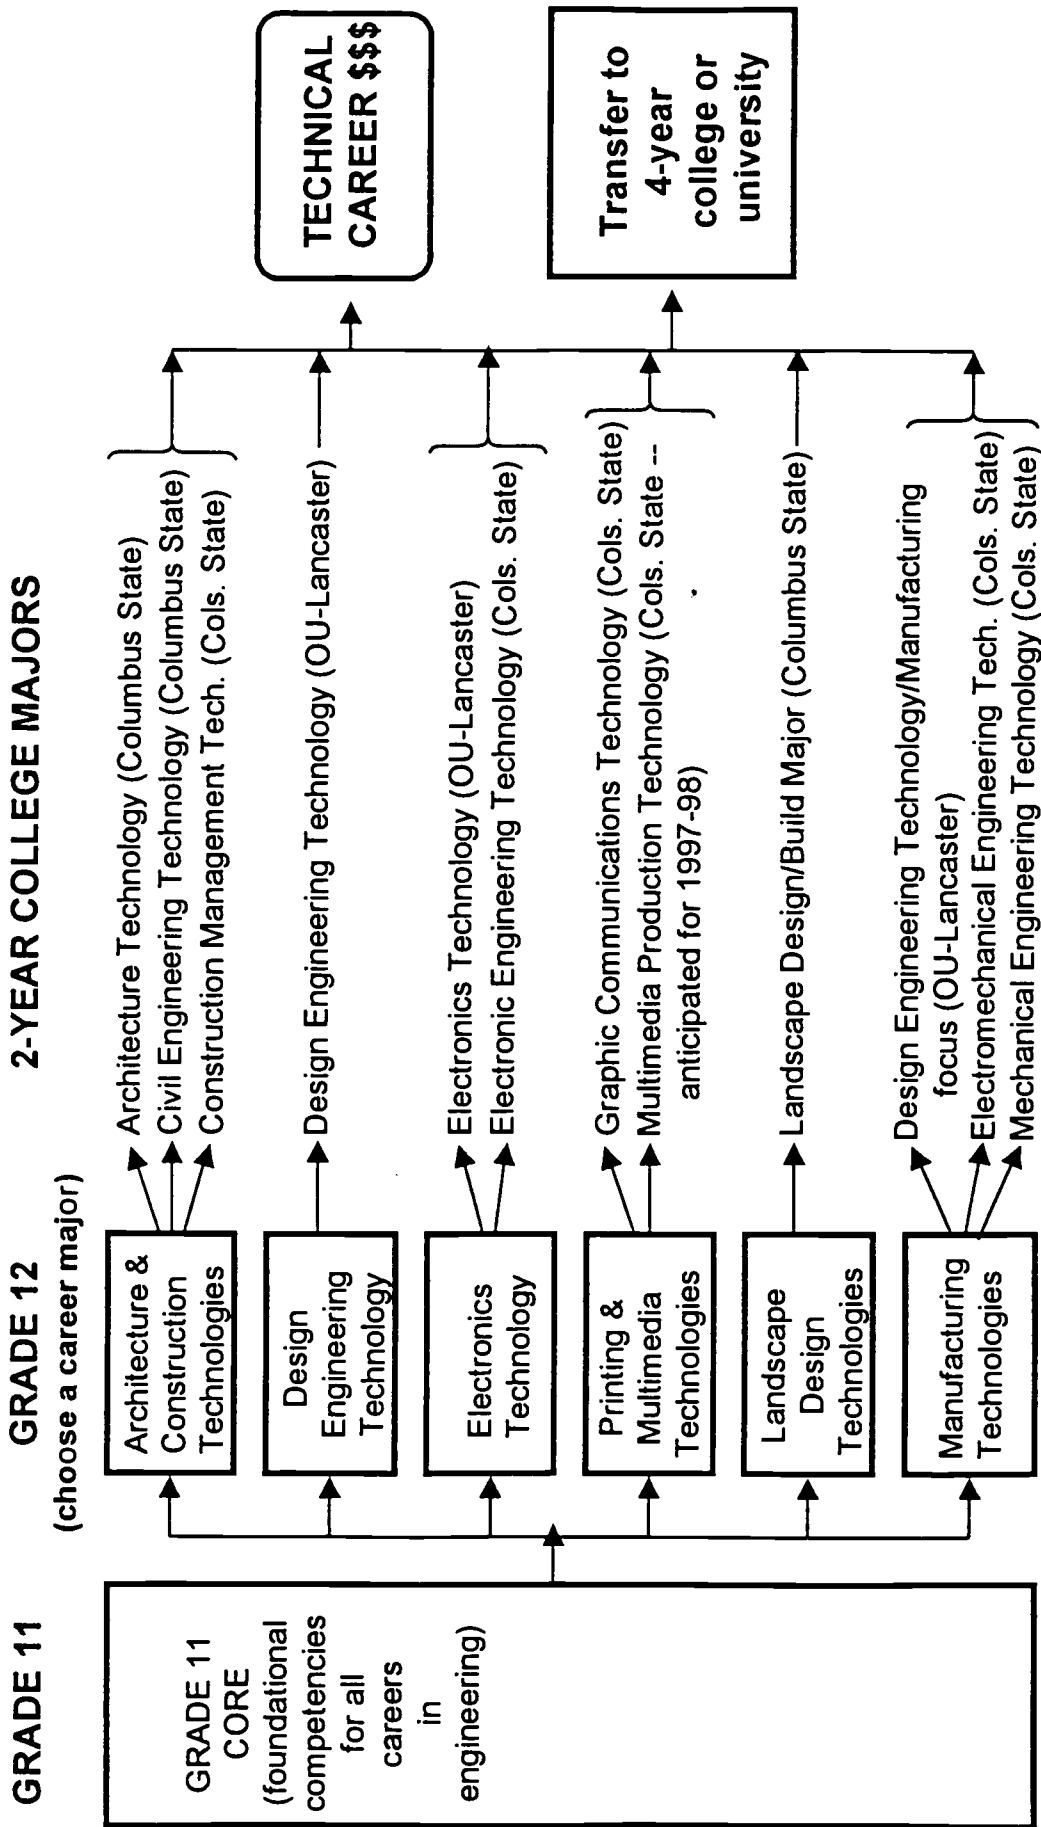 GRADE 11
GRADE 12
(choose a career major)
2-YEAR COLLEGE MAJORS
GRADE 11
CORE
(foundational
competencies
for all
careers
in
engineering)
Architecture &
Construction
Technologies
Architecture Technology (Columbus State)
Civil Engineering Technology (Columbus State)
Construction Management Tech. (Cols. State)
Design
Engineering
Technology
Design Engineering Technology (OU-Lancaster)
Electronics
Technology
Electronics Technology (OU-Lancaster)
Electronic Engineering Technology (Cols. State)
Printing &
Multimedia
Technologies
Graphic Communications Technology (Cols. State)
Multimedia Production Technology (Cols. State --
anticipated for 1997-98)
Landscape
Design
Technologies
Landscape Design/Build Major (Columbus State)
Manufacturing
Technologies
Design Engineering Technology/Manufacturing
focus (OU-Lancaster)
Electromechanical Engineering Tech. (Cols. State)
Mechanical Engineering Technology (Cols. State)
TECHNICAL
CAREER $$$
Transfer to
4-year
college or
university